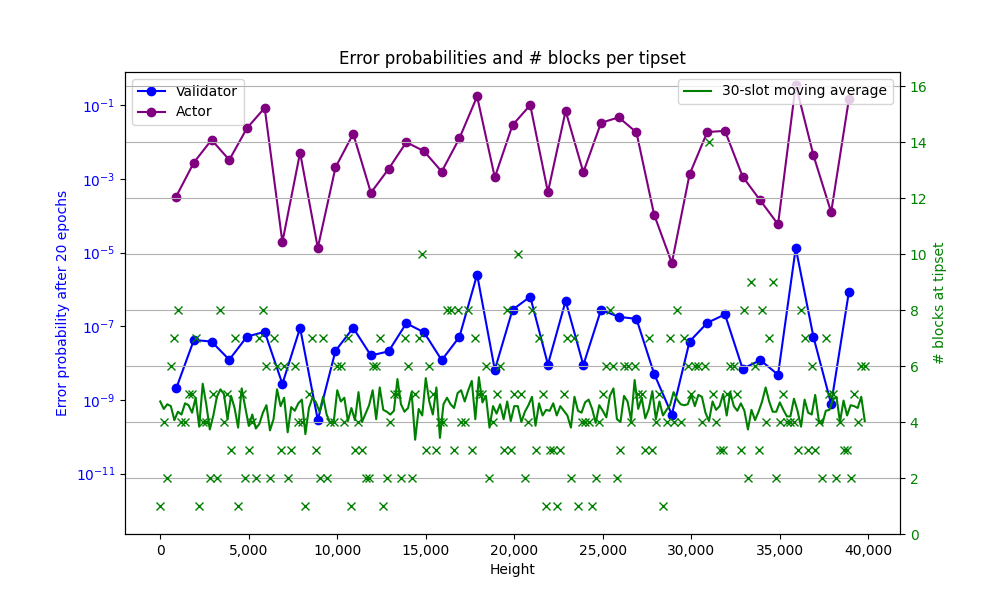 Error probabilities and # blocks per tipset
Validator
Actor
30-slot moving average
Error probability after 20 epochs
10⁻¹
10⁻³
10⁻⁵
10⁻⁷
10⁻⁹
10⁻¹¹
16
14
12
10
8
6
4
2
0
# blocks at tipset
0 5,000 10,000 15,000 20,000 25,000 30,000 35,000 40,000
Height